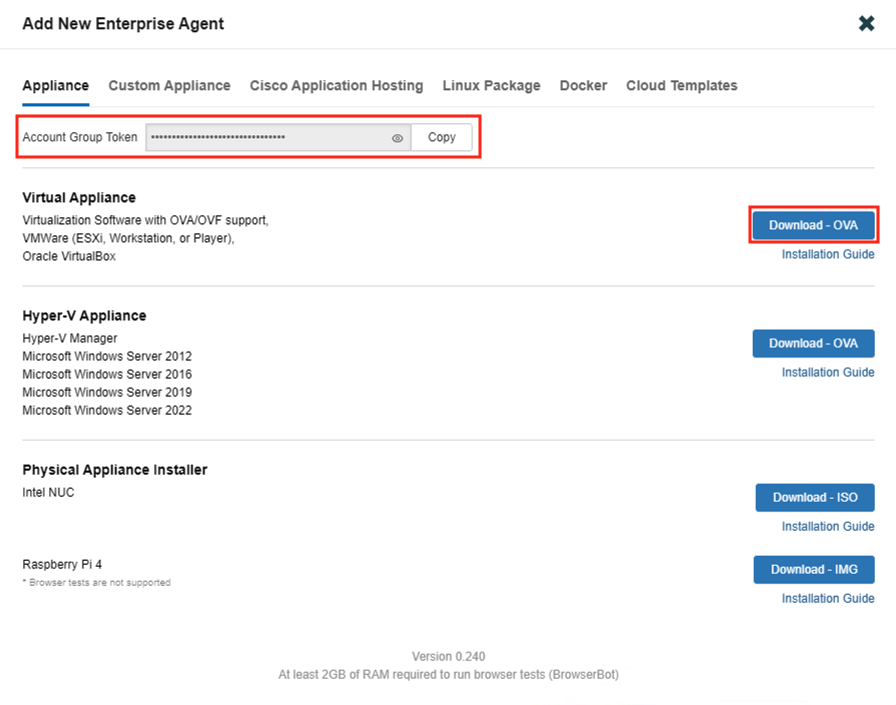 Add New Enterprise Agent
Appliance Custom Appliance Cisco Application Hosting Linux Package Docker Cloud Templates
Account Group Token •••••••••••••••••••••••••••••••• Copy
Virtual Appliance
Virtualization Software with OVA/OVF support,
VMWare (ESXi, Workstation, or Player),
Oracle VirtualBox
Download - OVA
Installation Guide
Hyper-V Appliance
Hyper-V Manager
Microsoft Windows Server 2012
Microsoft Windows Server 2016
Microsoft Windows Server 2019
Microsoft Windows Server 2022
Download - OVA
Installation Guide
Physical Appliance Installer
Intel NUC
Download - ISO
Installation Guide
Raspberry Pi 4
* Browser tests are not supported
Download - IMG
Installation Guide
Version 0.240
At least 2GB of RAM required to run browser tests (BrowserBot)